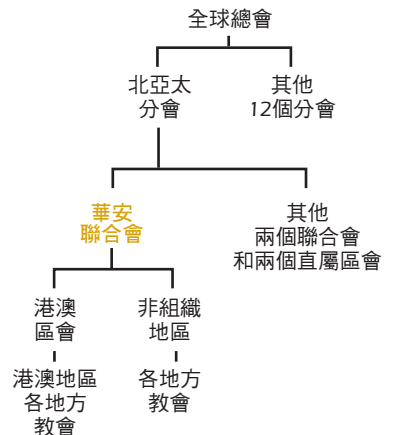 全球總會
北亞太
分會
其他
12個分會
華安
聯合會
其他
兩個聯合會
和兩個直屬區會
港澳
區會
非組織
地區
港澳地區
各地方
教會
各地方
教會